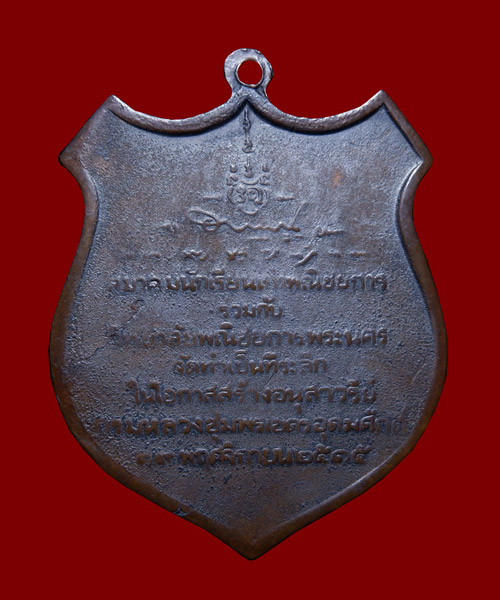 สมาคมนักเรียนเก่าพณิชยการ
รวมกับ
วิทยาลัยพณิชยการพระนคร
จัดทำเป็นที่ระลึก
ในโอกาสสร้างอนุสาวรีย์
กรมหลวงชุมพรเขตรอุดมศักดิ์
๑๙ พฤศจิกายน ๒๕๑๕